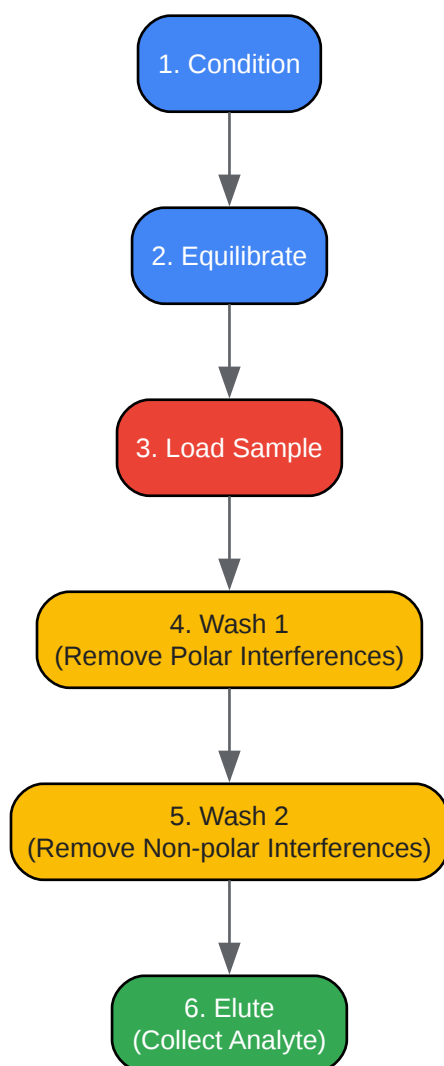 1. Condition
2. Equilibrate
3. Load Sample
4. Wash 1
(Remove Polar Interferences)
5. Wash 2
(Remove Non-polar Interferences)
6. Elute
(Collect Analyte)